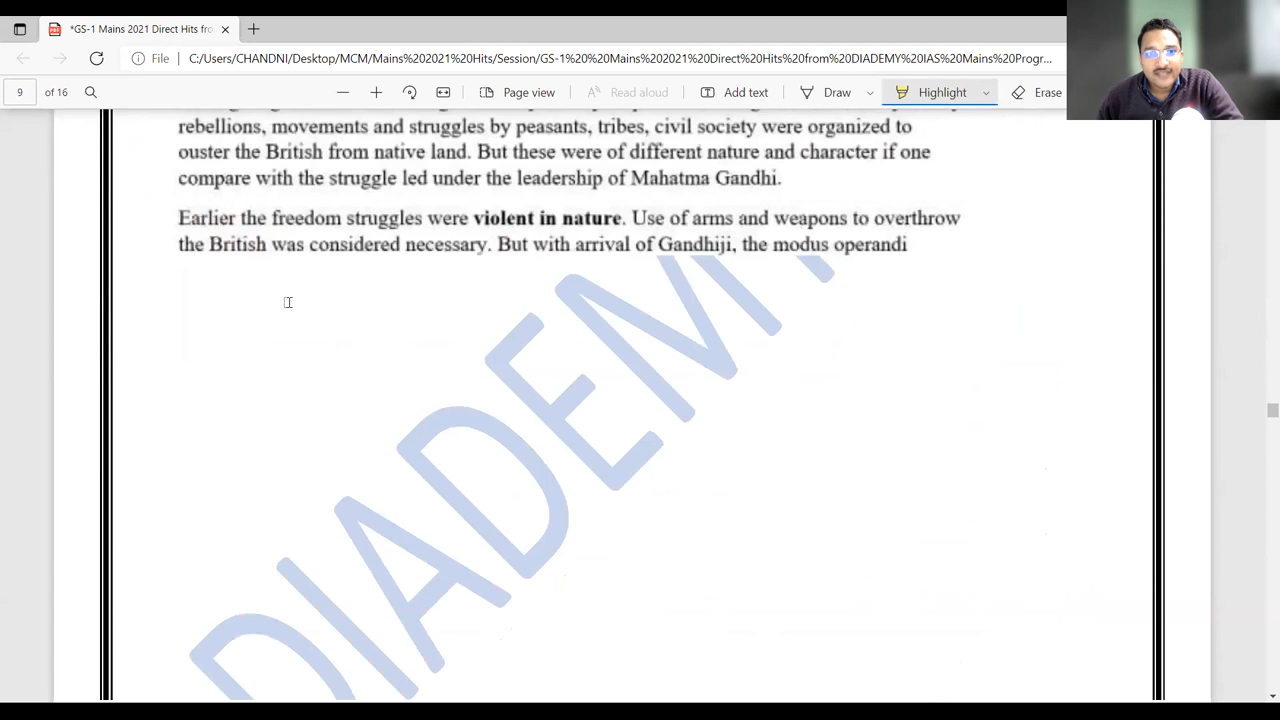 *GS-1 Mains 2021 Direct Hits fro
File
C:/Users/CHANDNI/Desktop/MCM/Mains%202021%20Hits/Session/GS-1%20%20Mains%202021%20Direct%20Hits%20from%20DIADEMY%20IAS%20Mains%20Progr...
9 of 16
Page view
Read aloud
Add text
Draw
Highlight
Erase
rebellions, movements and struggles by peasants, tribes, civil society were organized to
ouster the British from native land. But these were of different nature and character if one
compare with the struggle led under the leadership of Mahatma Gandhi.
Earlier the freedom struggles were violent in nature. Use of arms and weapons to overthrow
the British was considered necessary. But with arrival of Gandhiji, the modus operandi
DIADEMY